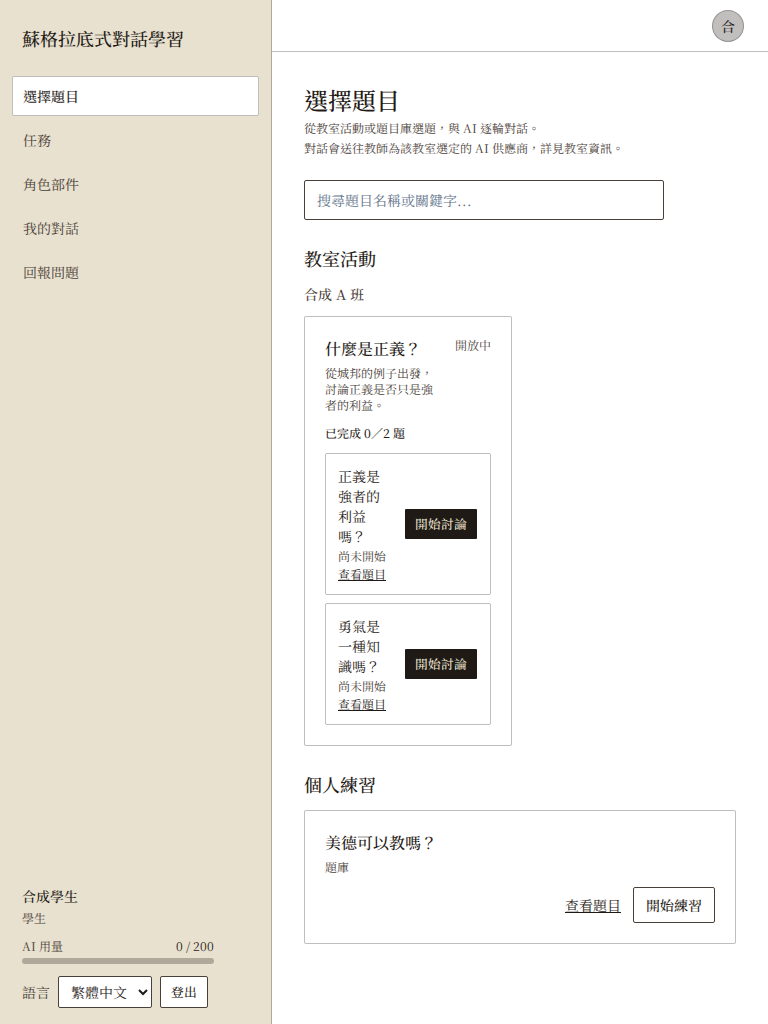 蘇格拉底式對話學習
選擇題目
任務
角色部件
我的對話
回報問題
合成學生
學生
AI 用量 0 / 200
語言 繁體中文 登出
合
選擇題目
從教室活動或題目庫選題，與 AI 逐輪對話。
對話會送往教師為該教室選定的 AI 供應商，詳見教室資訊。
搜尋題目名稱或關鍵字...
教室活動
合成 A 班
什麼是正義？ 開放中
從城邦的例子出發，
討論正義是否只是強
者的利益。
已完成 0／2 題
正義是
強者的
利益
嗎？
尚未開始
查看題目
開始討論
勇氣是
一種知
識嗎？
尚未開始
查看題目
開始討論
個人練習
美德可以教嗎？
題庫
查看題目 開始練習